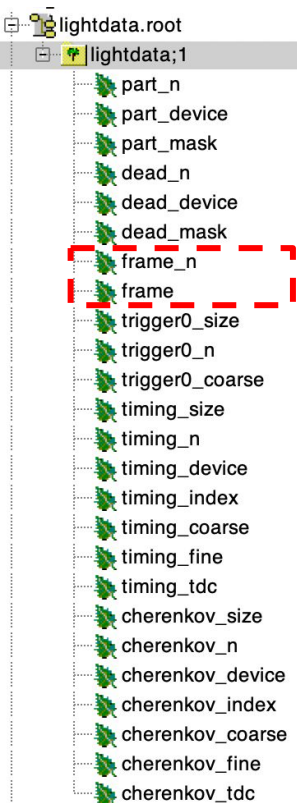 lightdata.root
lightdata;1
part_n
part_device
part_mask
dead_n
dead_device
dead_mask
frame_n
frame
trigger0_size
trigger0_n
trigger0_coarse
timing_size
timing_n
timing_device
timing_index
timing_coarse
timing_fine
timing_tdc
cherenkov_size
cherenkov_n
cherenkov_device
cherenkov_index
cherenkov_coarse
cherenkov_fine
cherenkov_tdc